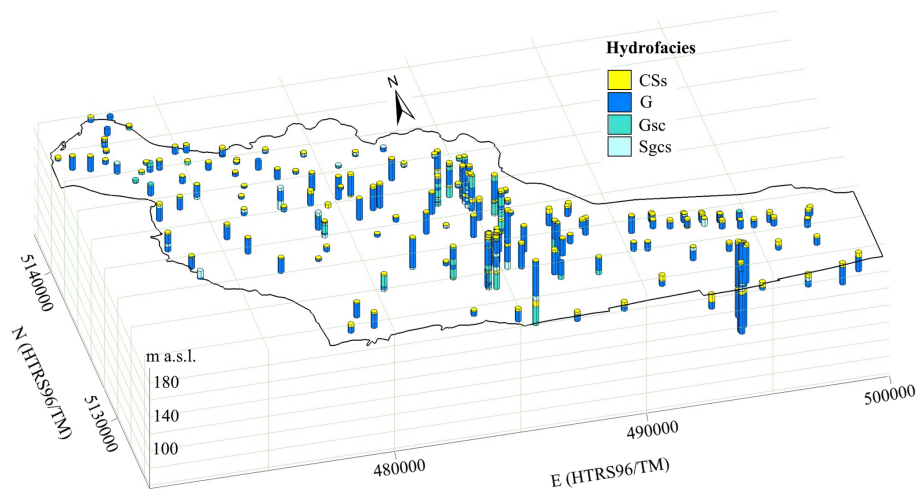 N
Hydrofacies
CSs
G
Gsc
Sgcs
5140000
N (HTRS96/TM)
5130000
m a.s.l.
180
140
100
480000
490000
500000
E (HTRS96/TM)